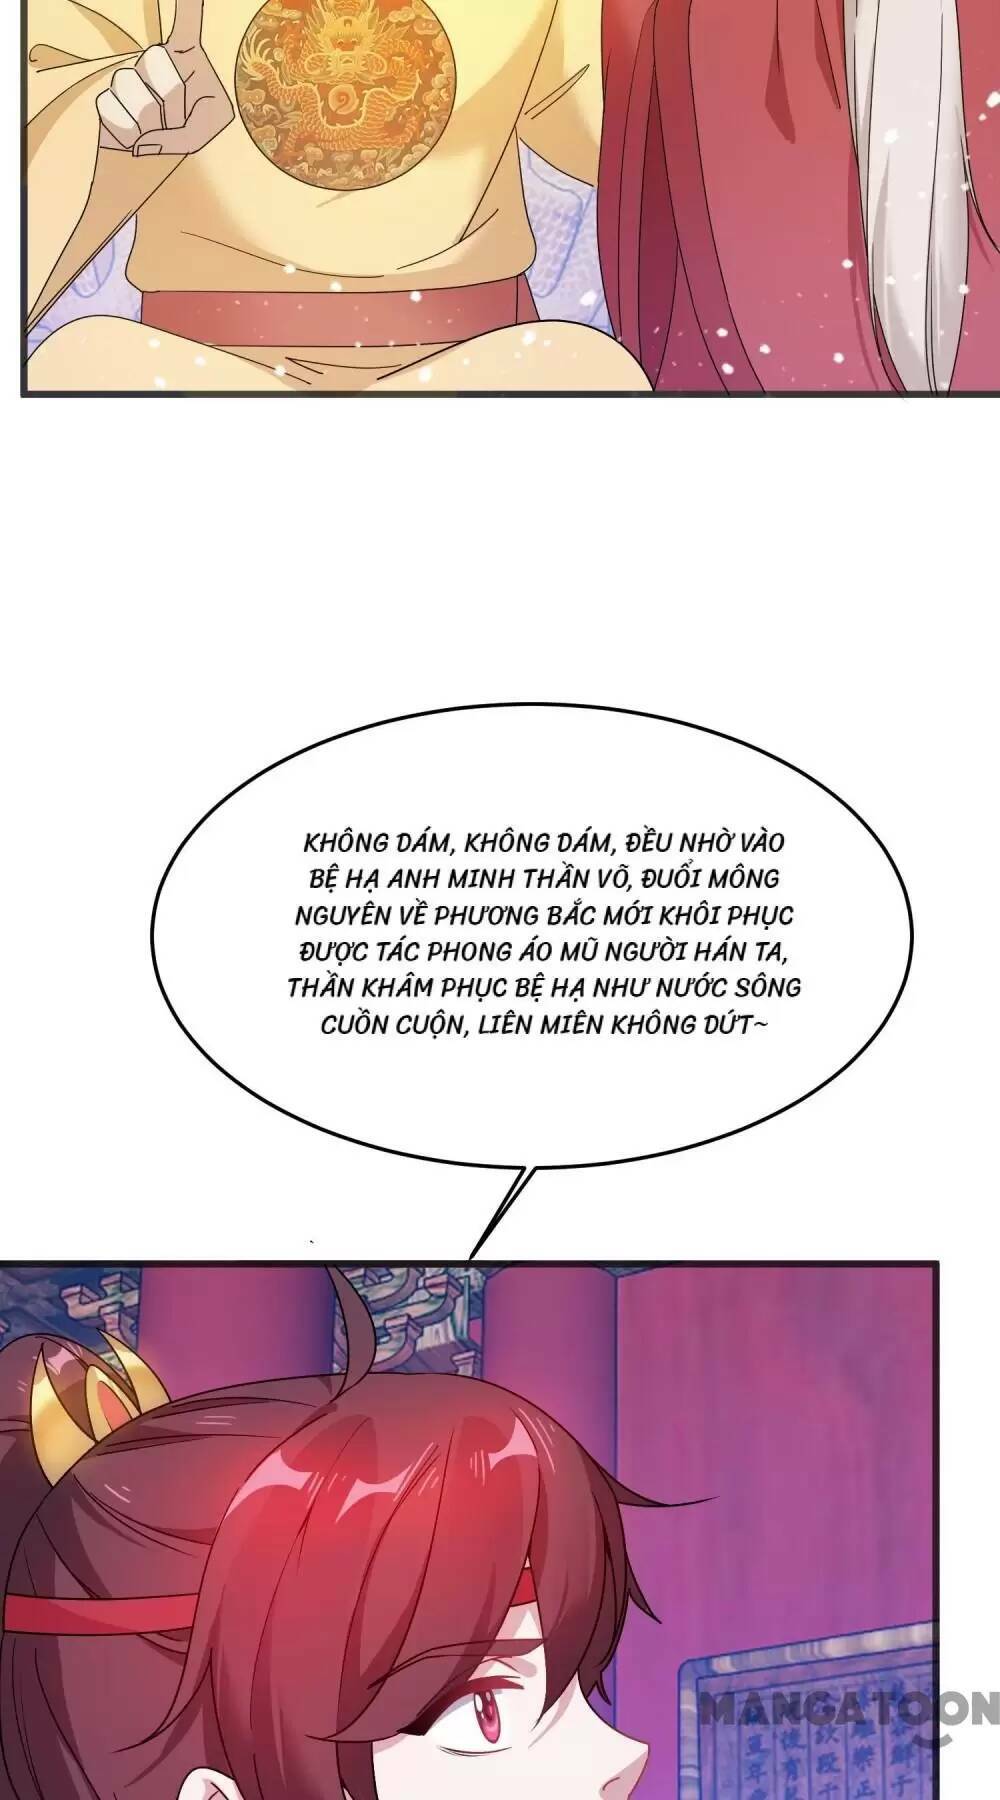 KHÔNG DÁM, KHÔNG DÁM, ĐỀU NHỜ VÀO
BỆ HẠ ANH MINH THẦN VÕ, ĐUỔI MÔNG
NGUYÊN VỀ PHƯƠNG BẮC MỚI KHÔI PHỤC
ĐƯỢC TÁC PHONG ÁO MŨ NGƯỜI HÁN TA,
THẦN KHÂM PHỤC BỆ HẠ NHƯ NƯỚC SÔNG
CUỒN CUỘN, LIÊN MIÊN KHÔNG DỨT~
MANGATOON